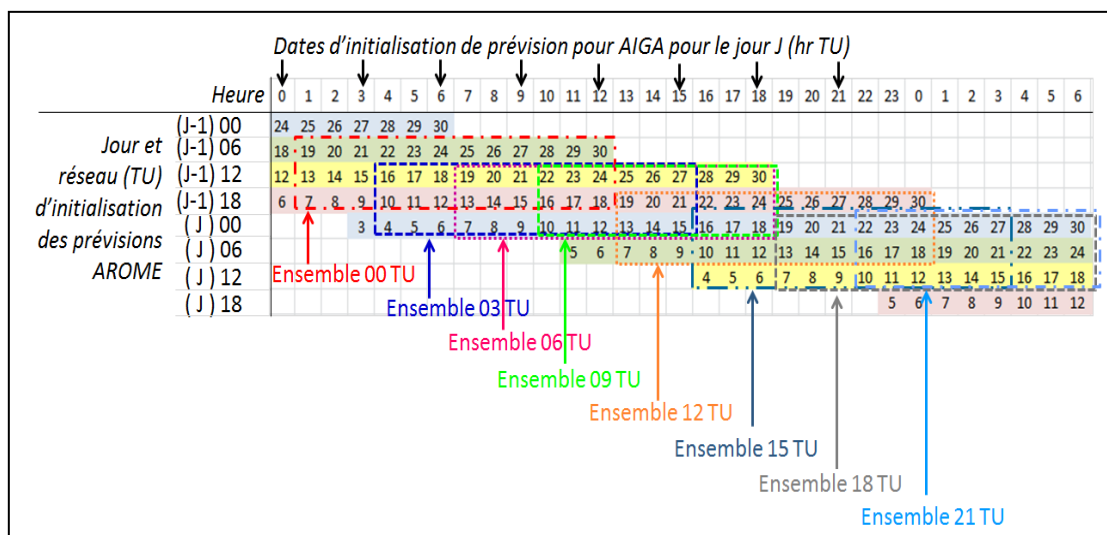 Dates d'initialisation de prévision pour AIGA pour le jour J (hr TU)
Heure 0 1 2 3 4 5 6 7 8 9 10 11 12 13 14 15 16 17 18 19 20 21 22 23 0 1 2 3 4 5 6
Jour et
réseau (TU)
d'initialisation
des prévisions
AROME
(J-1) 00 24 25 26 27 28 29 30
(J-1) 06 18 19 20 21 22 23 24 25 26 27 28 29 30
(J-1) 12 12 13 14 15 16 17 18 19 20 21 22 23 24 25 26 27 28 29 30
(J-1) 18 6 7 8 9 10 11 12 13 14 15 16 17 18 19 20 21 22 23 24 25 26 27 28 29 30
(J) 00 3 4 5 6 7 8 9 10 11 12 13 14 15 16 17 18 19 20 21 22 23 24 25 26 27 28 29 30
(J) 06 5 6 7 8 9 10 11 12 13 14 15 16 17 18 19 20 21 22 23 24
(J) 12 4 5 6 7 8 9 10 11 12 13 14 15 16 17 18
(J) 18 5 6 7 8 9 10 11 12
Ensemble 00 TU
Ensemble 03 TU
Ensemble 06 TU
Ensemble 09 TU
Ensemble 12 TU
Ensemble 15 TU
Ensemble 18 TU
Ensemble 21 TU